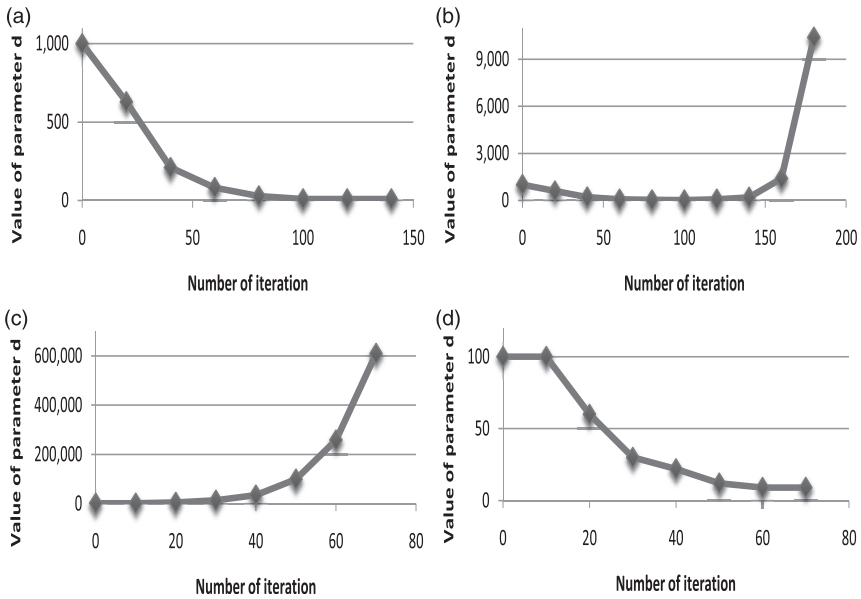 (a)
Value of parameter d
1,000
500
0
0 50 100 150
Number of iteration
(b)
Value of parameter d
9,000
6,000
3,000
0
0 50 100 150 200
Number of iteration
(c)
Value of parameter d
600,000
400,000
200,000
0
0 20 40 60 80
Number of iteration
(d)
Value of parameter d
100
50
0
0 20 40 60 80
Number of iteration